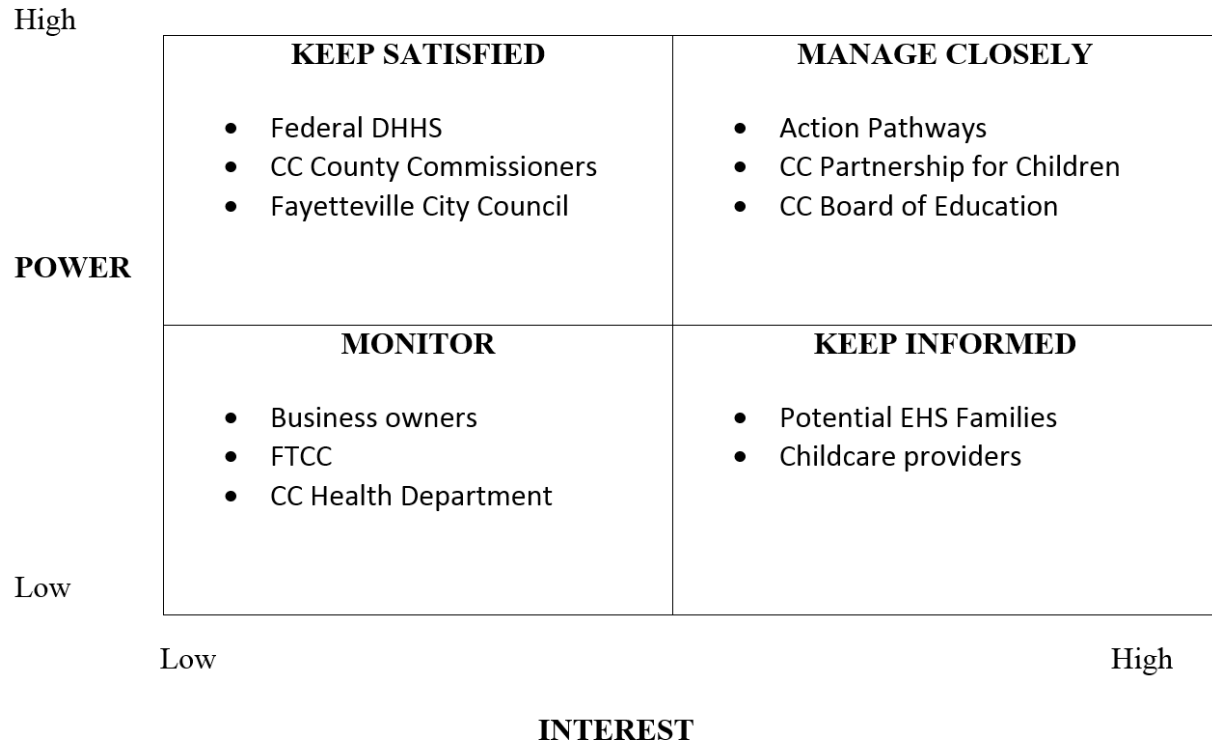 High
KEEP SATISFIED
• Federal DHHS
• CC County Commissioners
• Fayetteville City Council
MANAGE CLOSELY
• Action Pathways
• CC Partnership for Children
• CC Board of Education
POWER
MONITOR
• Business owners
• FTCC
• CC Health Department
KEEP INFORMED
• Potential EHS Families
• Childcare providers
Low
Low
High
INTEREST